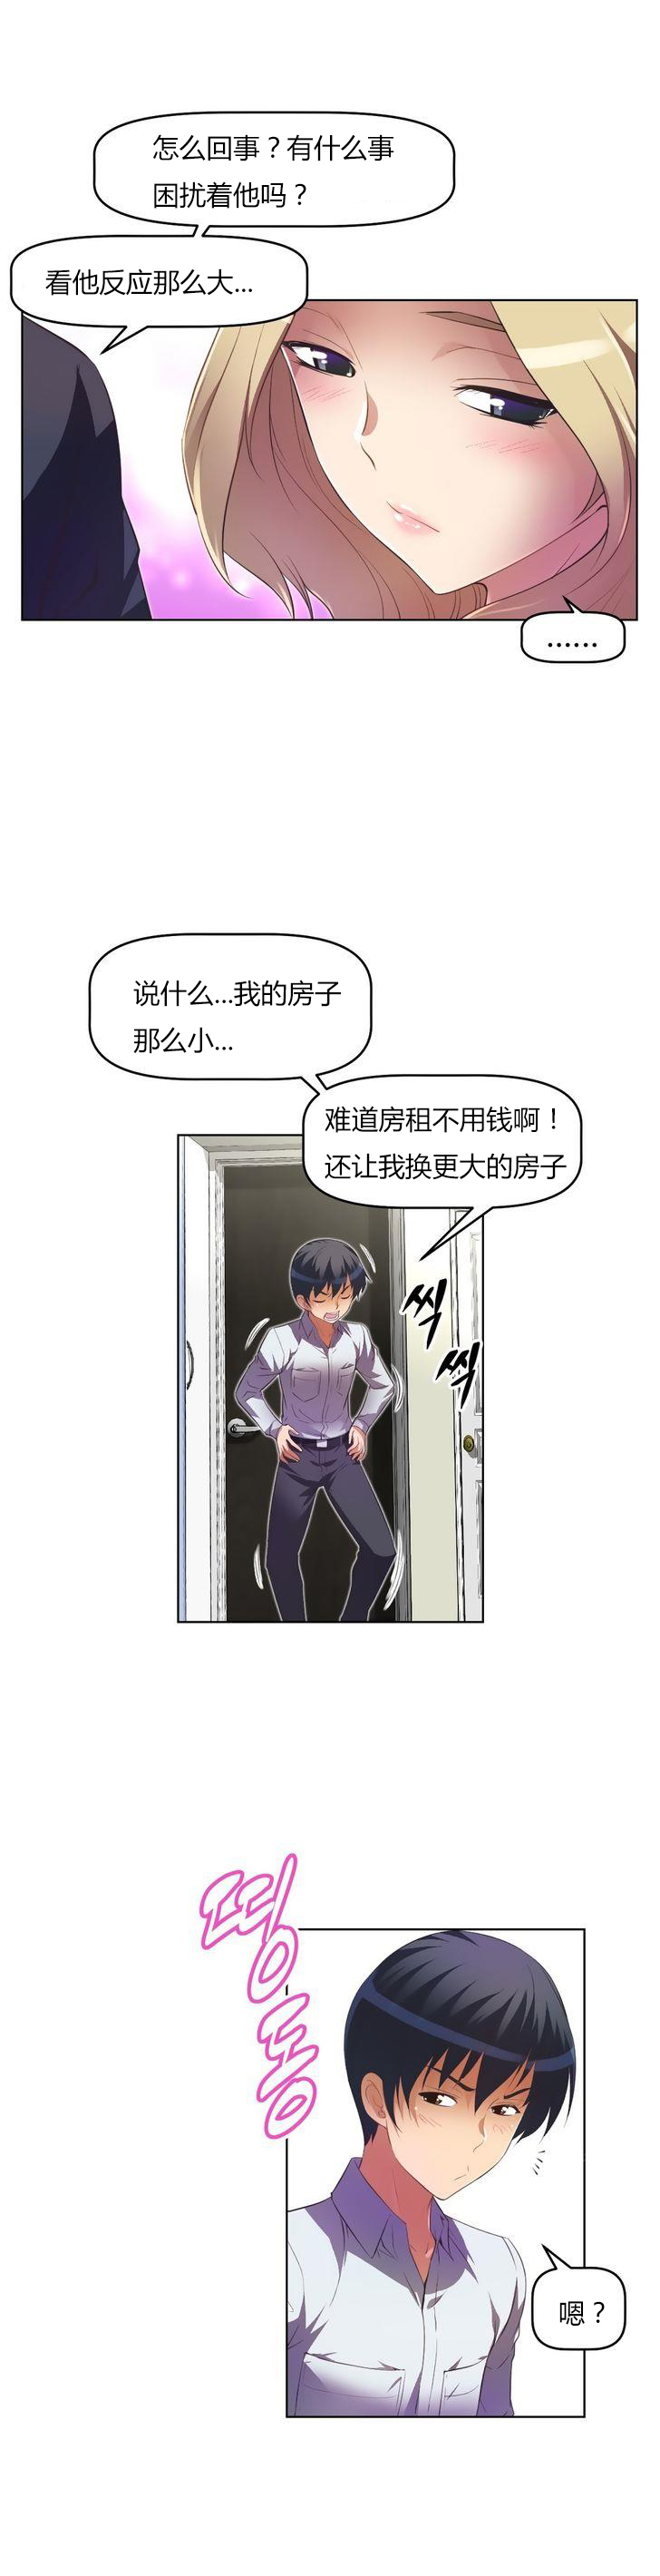 怎么回事？有什么事
困扰着他吗？
看他反应那么大...
......
说什么...我的房子
那么小...
难道房租不用钱啊！
还让我换更大的房子
씩
씩
띵
동
嗯？